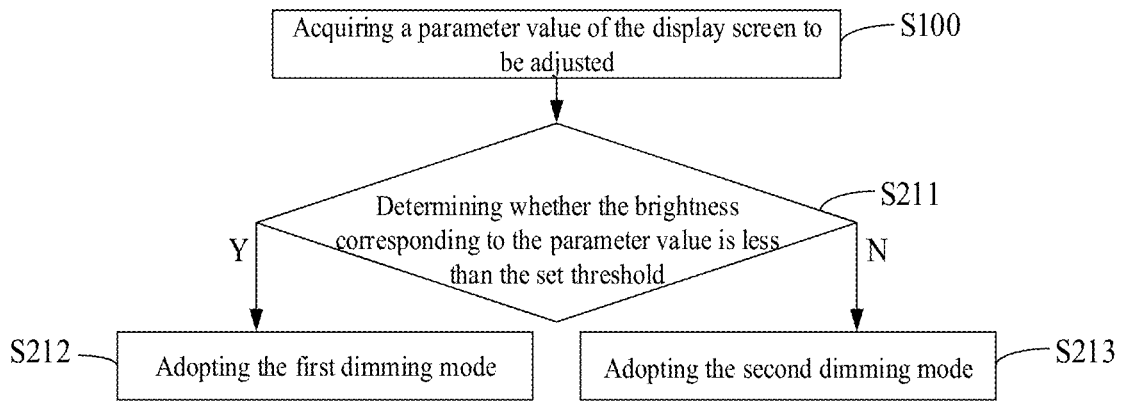 Acquiring a parameter value of the display screen to
be adjusted
S100
Determining whether the brightness
corresponding to the parameter value is less
than the set threshold
S211
Y
N
S212
Adopting the first dimming mode
Adopting the second dimming mode
S213